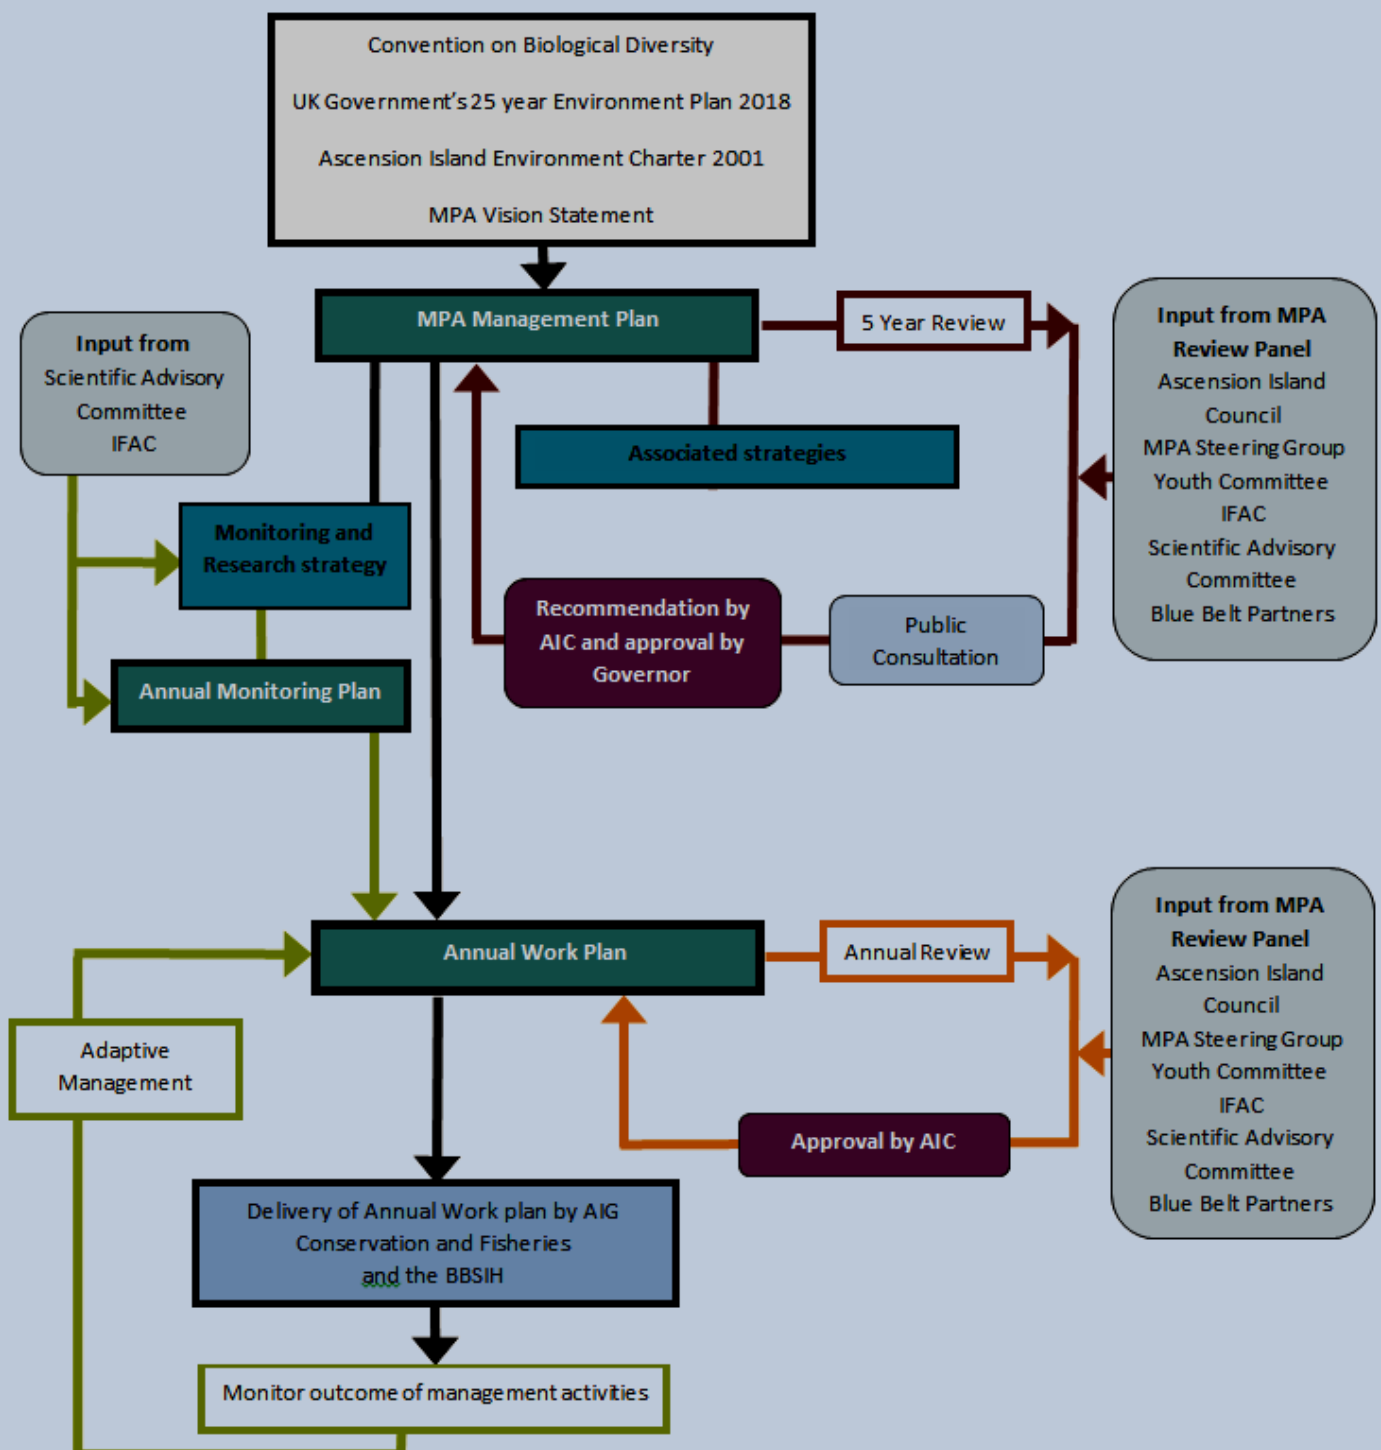 Convention on Biological Diversity
UK Government's 25 year Environment Plan 2018
Ascension Island Environment Charter 2001
MPA Vision Statement
MPA Management Plan
5 Year Review
Input from MPA
Review Panel
Ascension Island
Council
MPA Steering Group
Youth Committee
IFAC
Scientific Advisory
Committee
Blue Belt Partners
Input from
Scientific Advisory
Committee
IFAC
Associated strategies
Monitoring and
Research strategy
Recommendation by
AIC and approval by
Governor
Public
Consultation
Annual Monitoring Plan
Annual Work Plan
Annual Review
Input from MPA
Review Panel
Ascension Island
Council
MPA Steering Group
Youth Committee
IFAC
Scientific Advisory
Committee
Blue Belt Partners
Adaptive
Management
Approval by AIC
Delivery of Annual Work plan by AIG
Conservation and Fisheries
and the BBSIH
Monitor outcome of management activities